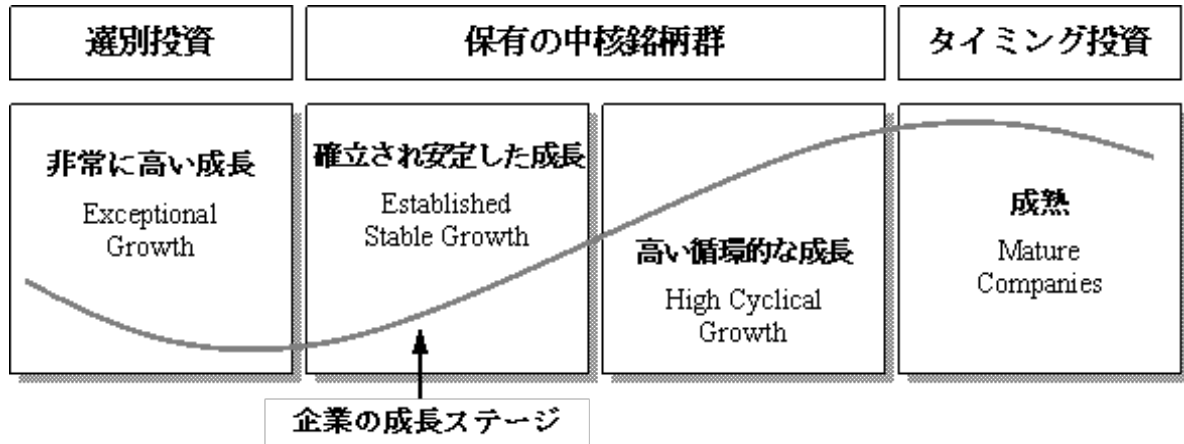 選別投資
保有の中核銘柄群
タイミング投資
非常に高い成長
Exceptional
Growth
確立され安定した成長
Established
Stable Growth
高い循環的な成長
High Cyclical
Growth
成熟
Mature
Companies
企業の成長ステージ